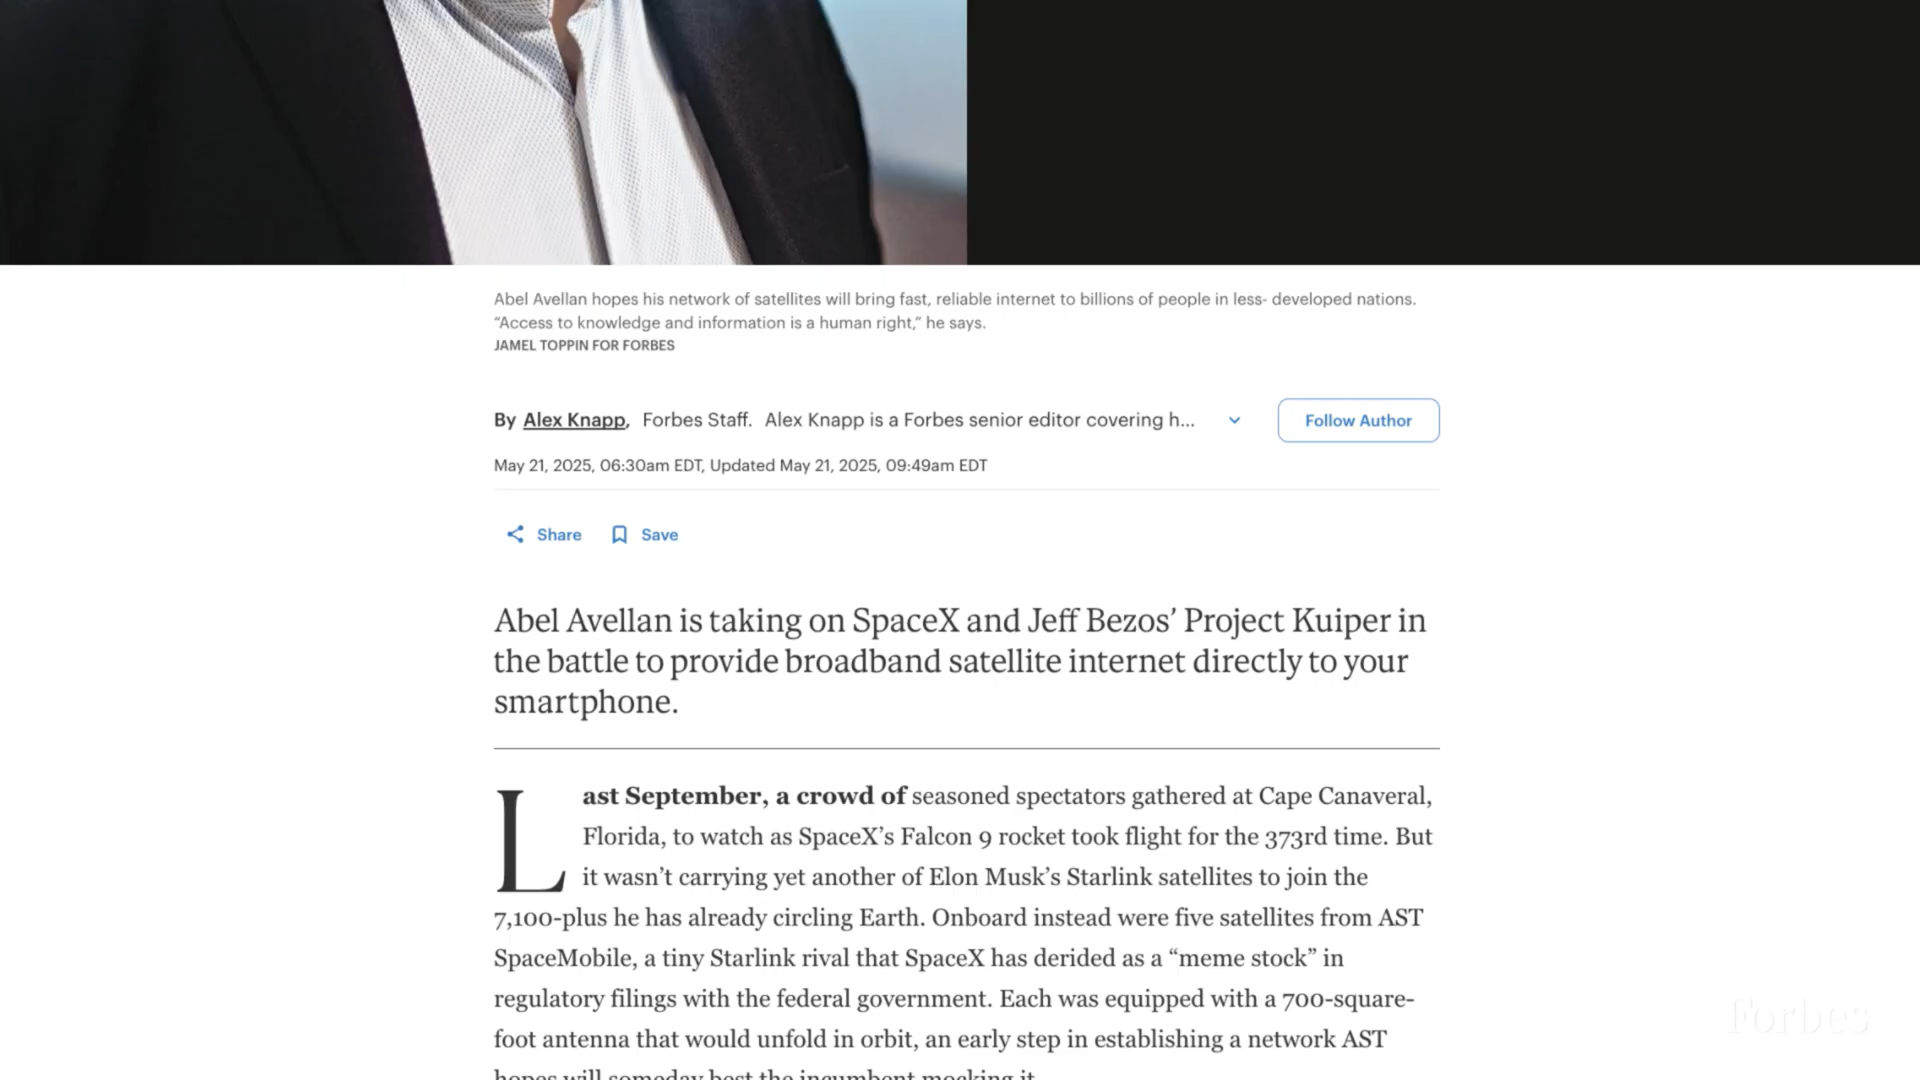 Abel Avellan hopes his network of satellites will bring fast, reliable internet to billions of people in less- developed nations.
“Access to knowledge and information is a human right,” he says.
JAMEL TOPPIN FOR FORBES
By Alex Knapp, Forbes Staff. Alex Knapp is a Forbes senior editor covering h...
Follow Author
May 21, 2025, 06:30am EDT, Updated May 21, 2025, 09:49am EDT
Share Save
Abel Avellan is taking on SpaceX and Jeff Bezos’ Project Kuiper in
the battle to provide broadband satellite internet directly to your
smartphone.
Last September, a crowd of seasoned spectators gathered at Cape Canaveral,
Florida, to watch as SpaceX’s Falcon 9 rocket took flight for the 373rd time. But
it wasn’t carrying yet another of Elon Musk’s Starlink satellites to join the
7,100-plus he has already circling Earth. Onboard instead were five satellites from AST
SpaceMobile, a tiny Starlink rival that SpaceX has derided as a “meme stock” in
regulatory filings with the federal government. Each was equipped with a 700-square-
foot antenna that would unfold in orbit, an early step in establishing a network AST
hopes will someday best the incumbent mocking it.
Forbes